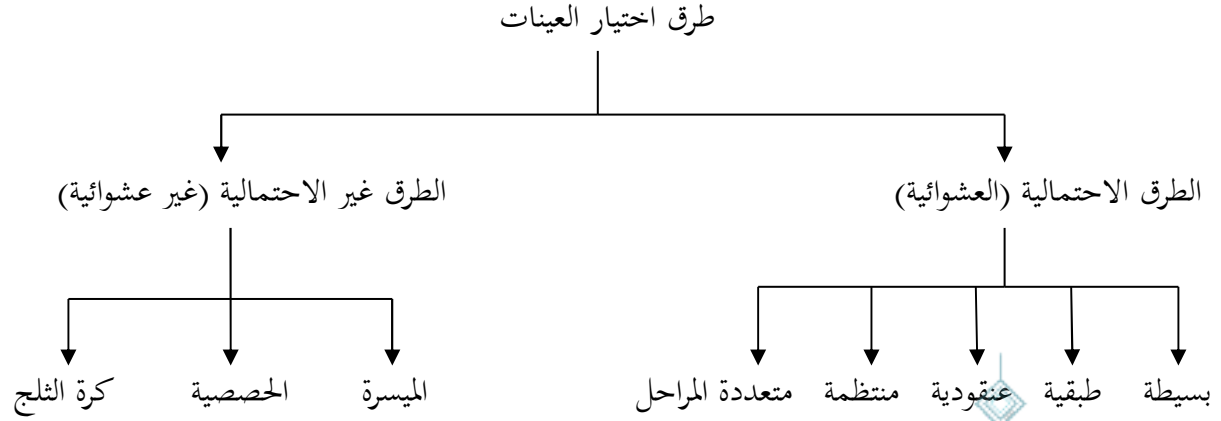 طرق اختيار العينات
الطرق الاحتمالية (العشوائية) الطرق غير الاحتمالية (غير عشوائية)
بسيطة طبقية عنقودية منتظمة متعددة المراحل الميسرة الحصصية كرة الثلج